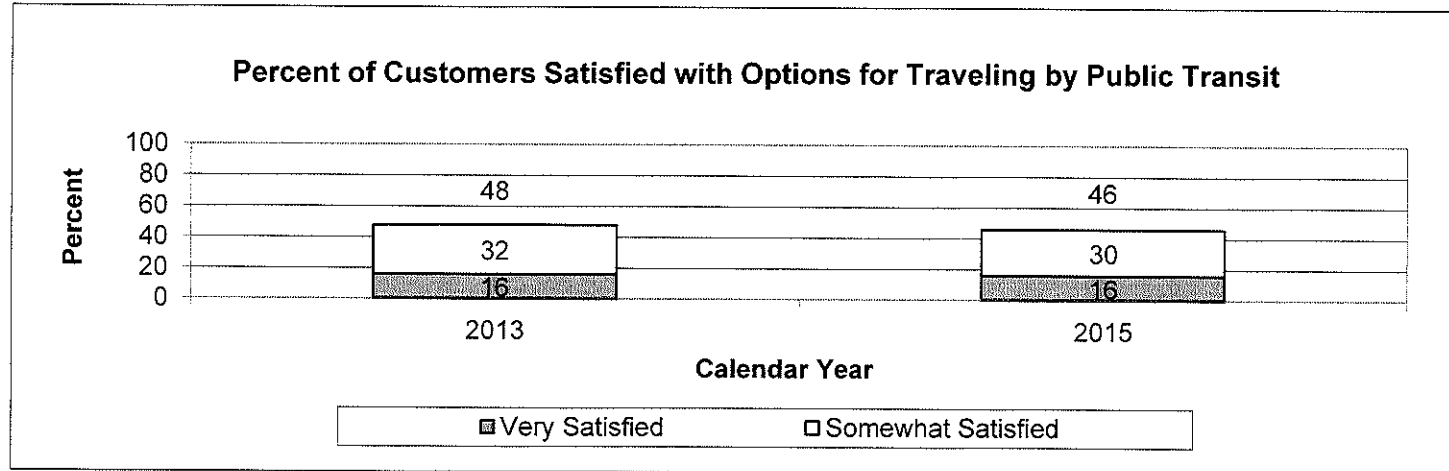 Percent of Customers Satisfied with Options for Traveling by Public Transit
Percent
100
80
60
40
20
0
48
32
16
46
30
16
2013
2015
Calendar Year
Very Satisfied
Somewhat Satisfied